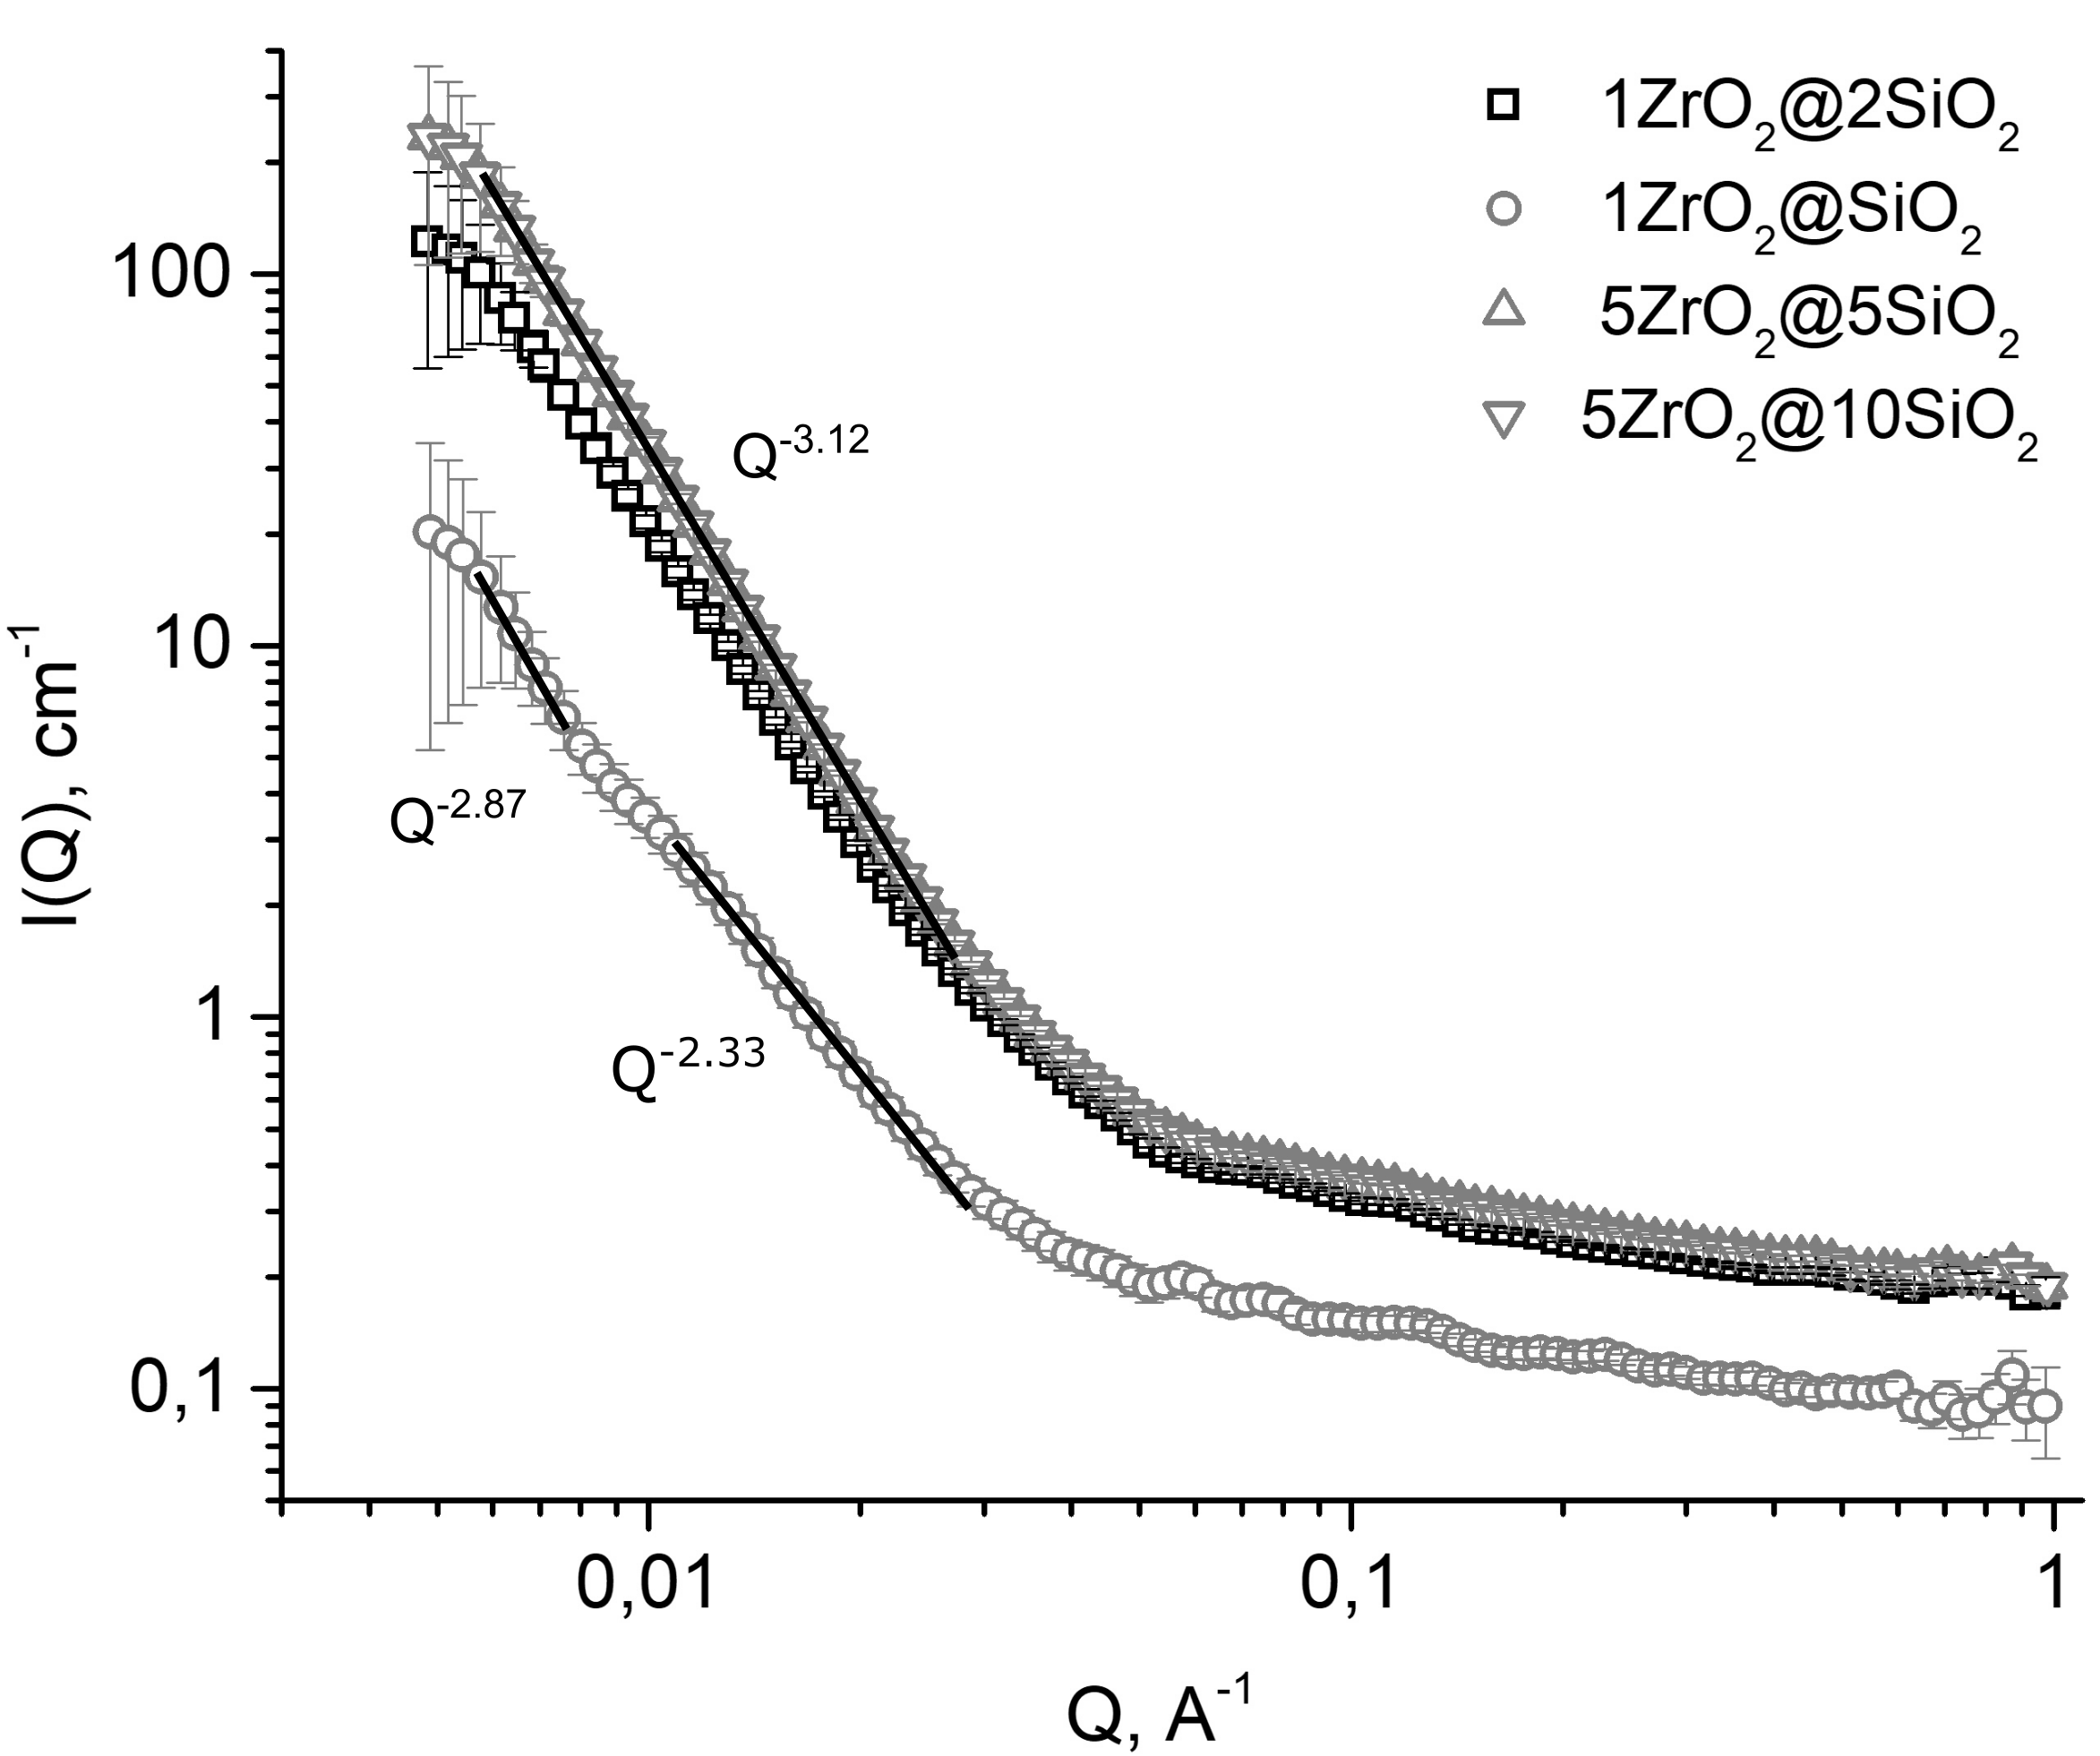 1ZrO₂@2SiO₂
1ZrO₂@SiO₂
5ZrO₂@5SiO₂
5ZrO₂@10SiO₂
Q⁻³·¹²
Q⁻²·⁸⁷
Q⁻²·³³
I(Q), cm⁻¹
100
10
1
0,1
0,01
0,1
1
Q, A⁻¹